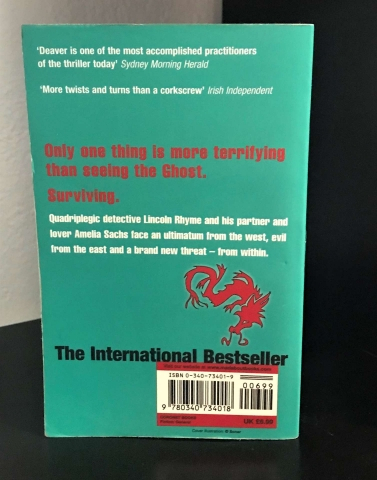 'Deaver is one of the most accomplished practitioners
of the thriller today' Sydney Morning Herald
'More twists and turns than a corkscrew' Irish Independent
Only one thing is more terrifying
than seeing the Ghost.
Surviving.
Quadriplegic detective Lincoln Rhyme and his partner and
lover Amelia Sachs face an ultimatum from the west, evil
from the east and a brand new threat – from within.
The International Bestseller
ISBN 0-340-73401-9
00699
9 780340 734018
UK £6.99